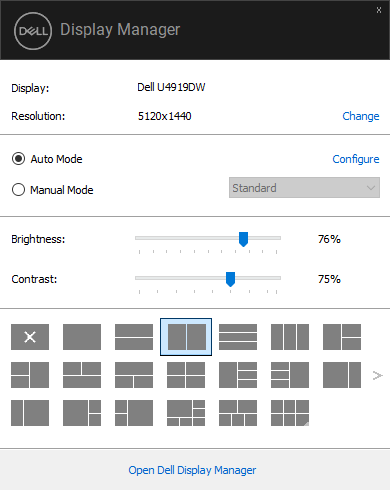 DELL Display Manager x
Display: Dell U4919DW
Resolution: 5120x1440 Change
Auto Mode Configure
Manual Mode Standard
Brightness: 76%
Contrast: 75%
Open Dell Display Manager